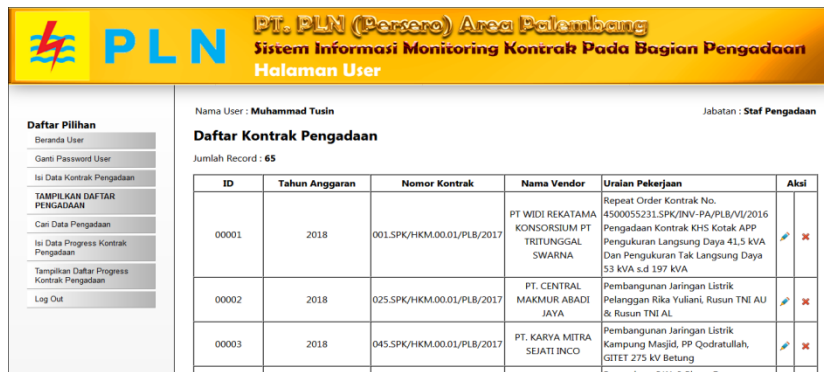 PLN
PT. PLN (Persero) Area Palembang
Sistem Informasi Monitoring Kontrak Pada Bagian Pengadaan
Halaman User
Daftar Pilihan
Beranda User
Ganti Password User
Isi Data Kontrak Pengadaan
TAMPILKAN DAFTAR
PENGADAAN
Cari Data Pengadaan
Isi Data Progress Kontrak
Pengadaan
Tampilkan Daftar Progress
Kontrak Pengadaan
Log Out
Nama User : Muhammad Tusin
Jabatan : Staf Pengadaan
Daftar Kontrak Pengadaan
Jumlah Record : 65
ID Tahun Anggaran Nomor Kontrak Nama Vendor Uraian Pekerjaan Aksi
00001 2018 001.SPK/HKM.00.01/PLB/2017
PT WIDI REKATAMA
KONSORSIUM PT
TRITUNGGAL
SWARNA
Repeat Order Kontrak No.
4500055231.SPK/INV-PA/PLB/VI/2016
Pengadaan Kontrak KHS Kotak APP
Pengukuran Langsung Daya 41,5 kVA
Dan Pengukuran Tak Langsung Daya
53 kVA s.d 197 kVA
00002 2018 025.SPK/HKM.00.01/PLB/2017
PT. CENTRAL
MAKMUR ABADI
JAYA
Pembangunan Jaringan Listrik
Pelanggan Rika Yuliani, Rusun TNI AU
& Rusun TNI AL
00003 2018 045.SPK/HKM.00.01/PLB/2017
PT. KARYA MITRA
SEJATI INCO
Pembangunan Jaringan Listrik
Kampung Masjid, PP Qodratullah,
GITET 275 kV Betung